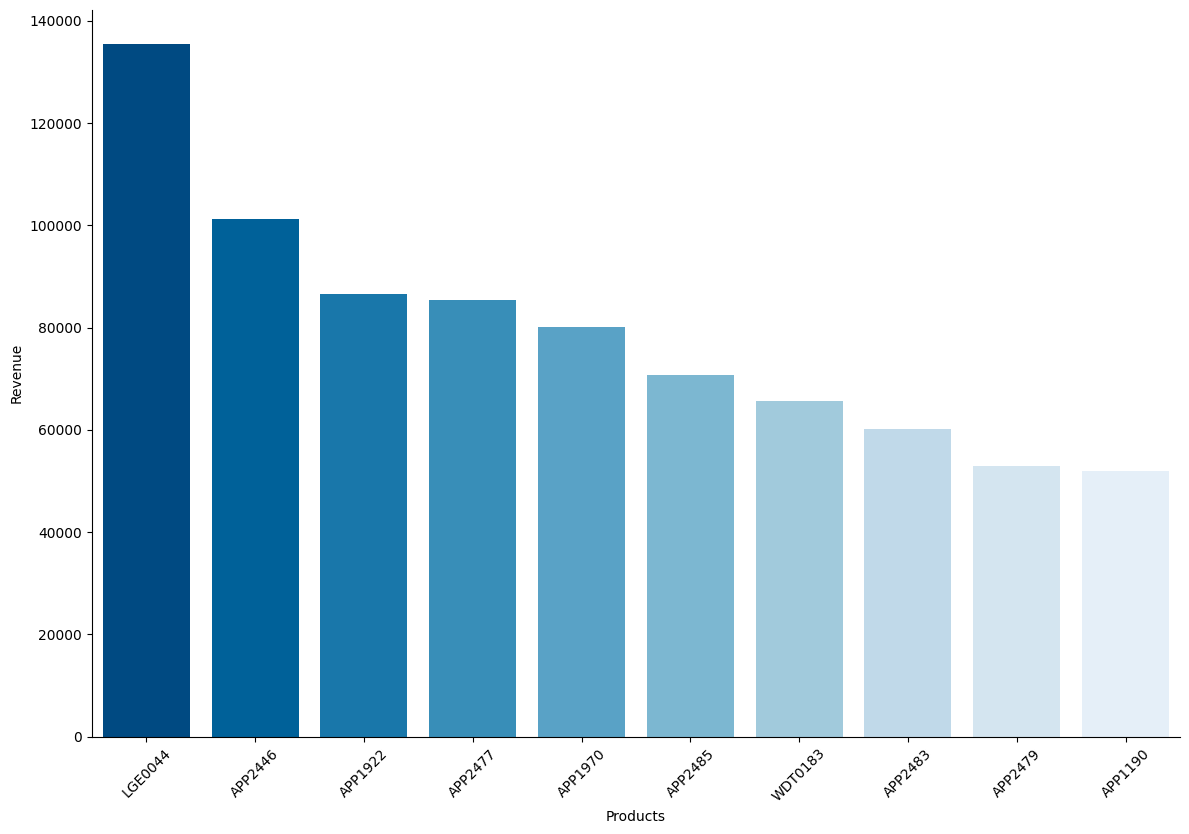 140000
120000
100000
80000
60000
40000
20000
0
Revenue
LGE0044
APP2446
APP1922
APP2477
APP1970
APP2485
WDT0183
APP2483
APP2479
APP1190
Products